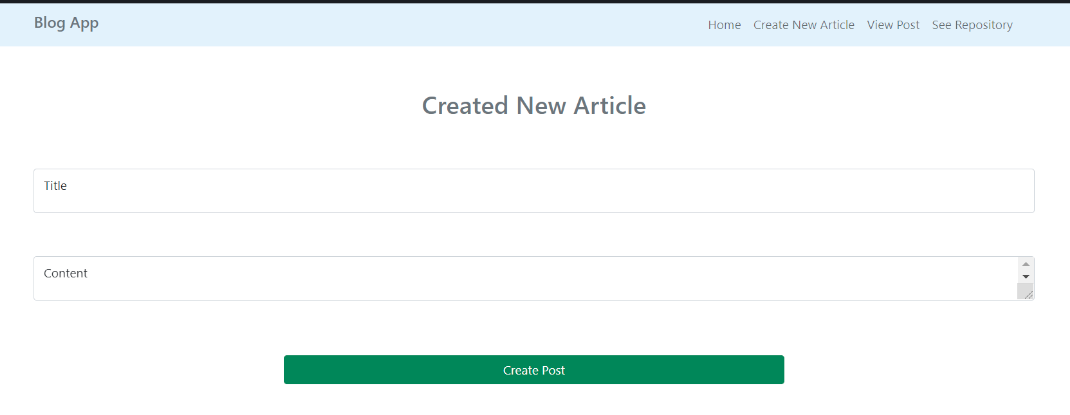 Blog App
Home Create New Article View Post See Repository
Created New Article
Title
Content
Create Post